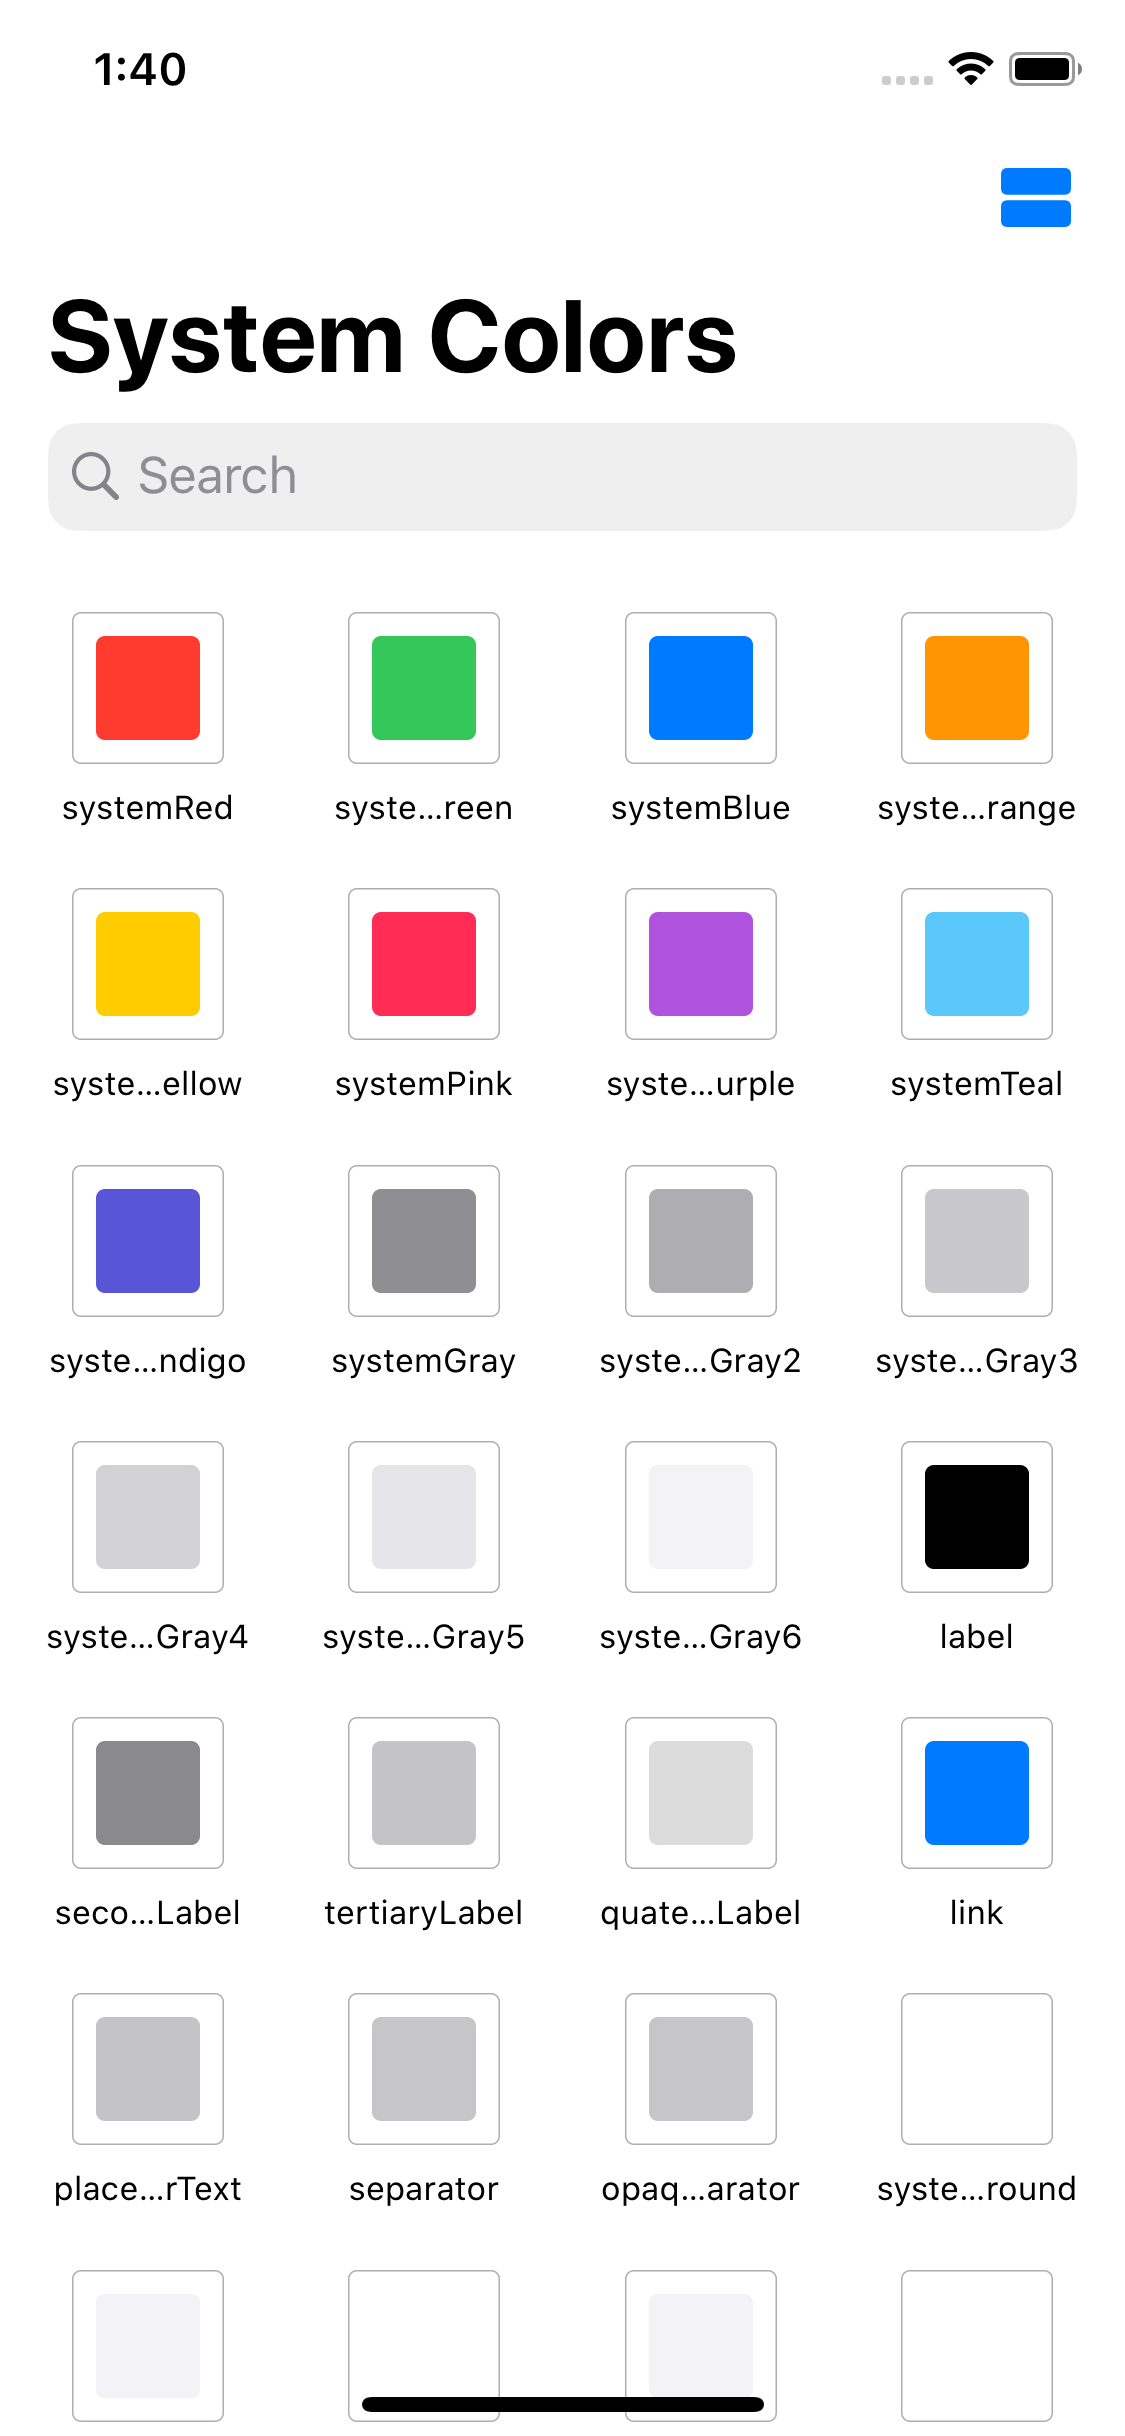 1:40
System Colors
Search
systemRed
syste...reen
systemBlue
syste...range
syste...ellow
systemPink
syste...urple
systemTeal
syste...ndigo
systemGray
syste...Gray2
syste...Gray3
syste...Gray4
syste...Gray5
syste...Gray6
label
seco...Label
tertiaryLabel
quate...Label
link
place...rText
separator
opaq...arator
syste...round